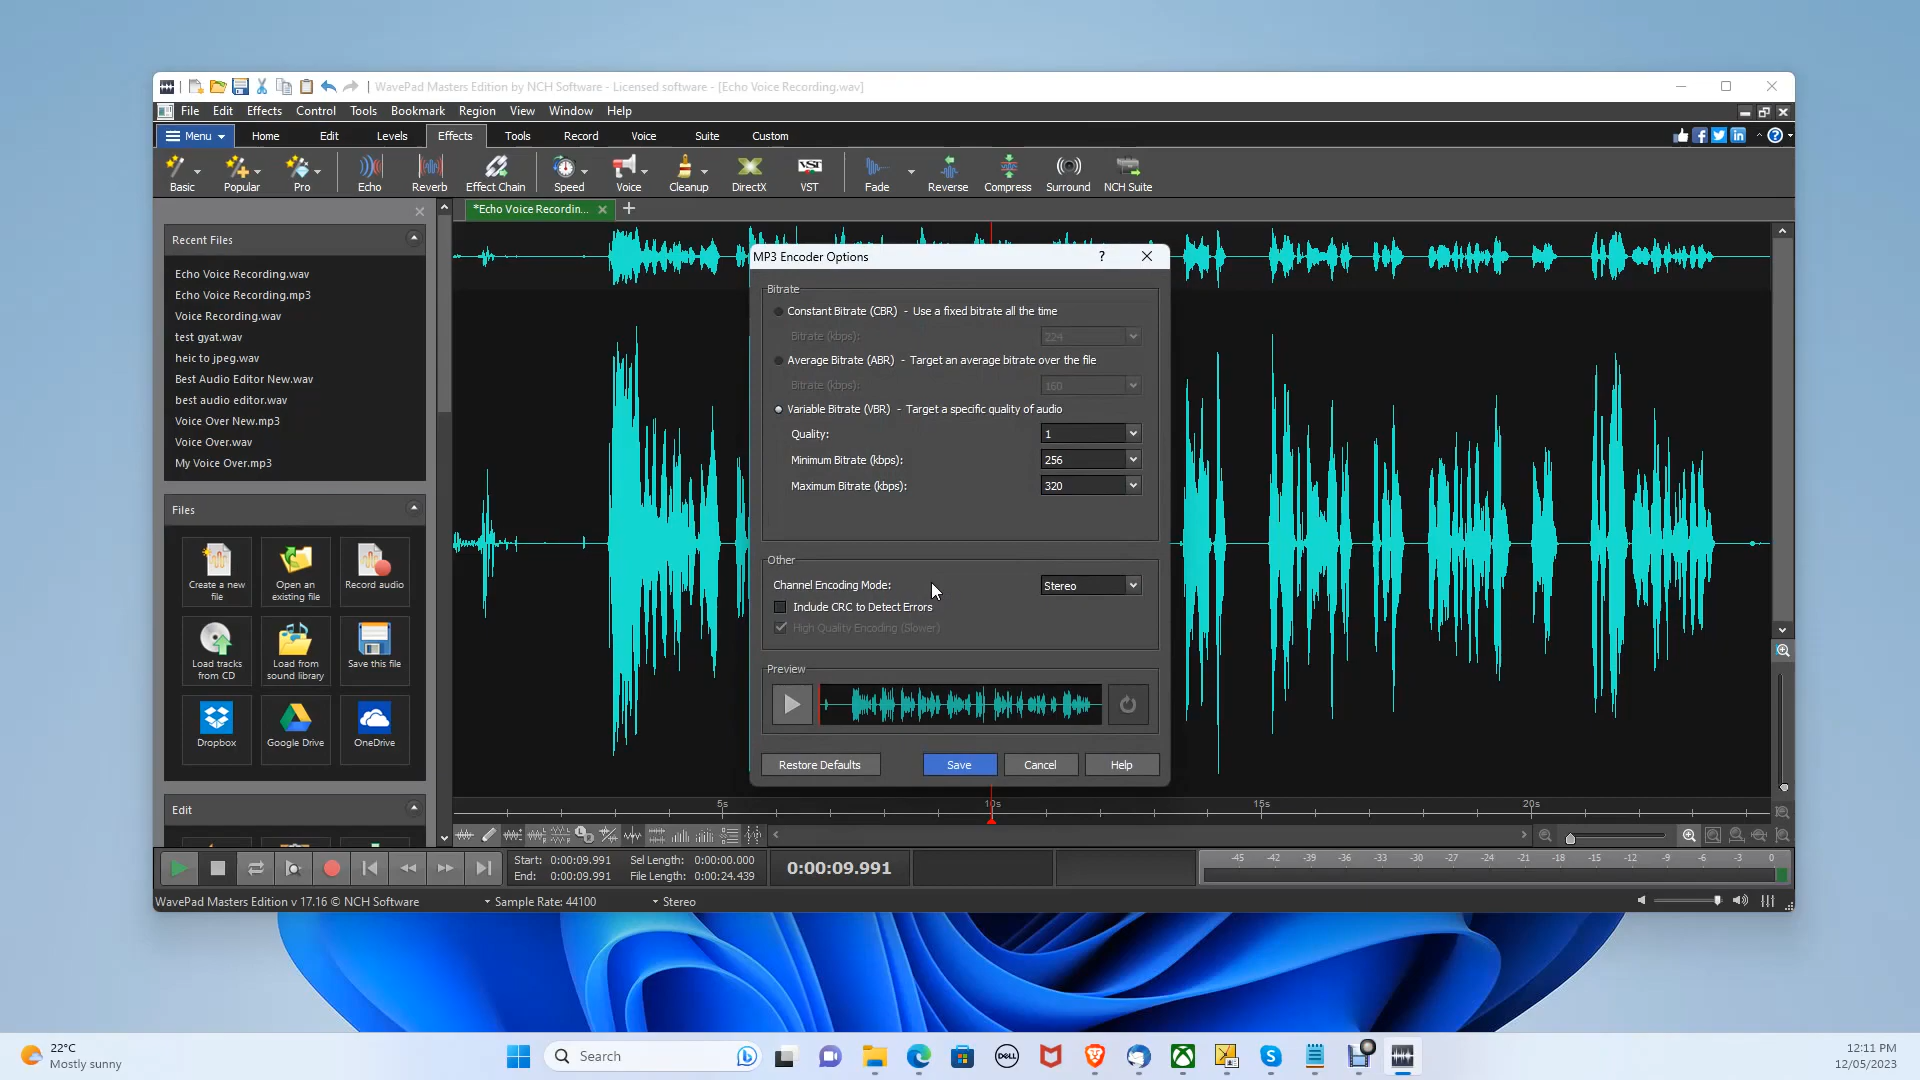 WavePad Masters Edition by NCH Software - Licensed software - [Echo Voice Recording.wav]
File Edit Effects Control Tools Bookmark Region View Window Help
Menu Home Edit Levels Effects Tools Record Voice Suite Custom
Basic Popular Pro Echo Reverb Effect Chain Speed Voice Cleanup DirectX VST Fade Reverse Compress Surround NCH Suite
*Echo Voice Recordin...
Recent Files
Echo Voice Recording.wav
Echo Voice Recording.mp3
Voice Recording.wav
test gyat.wav
heic to jpeg.wav
Best Audio Editor New.wav
best audio editor.wav
Voice Over New.mp3
Voice Over.wav
My Voice Over.mp3
Files
Create a new file
Open an existing file
Record audio
Load tracks from CD
Load from sound library
Save this file
Dropbox
Google Drive
OneDrive
Edit
MP3 Encoder Options
Bitrate
Constant Bitrate (CBR) - Use a fixed bitrate all the time
Bitrate (kbps): 224
Average Bitrate (ABR) - Target an average bitrate over the file
Bitrate (kbps): 160
Variable Bitrate (VBR) - Target a specific quality of audio
Quality: 1
Minimum Bitrate (kbps): 256
Maximum Bitrate (kbps): 320
Other
Channel Encoding Mode: Stereo
Include CRC to Detect Errors
High Quality Encoding (Slower)
Preview
Restore Defaults Save Cancel Help
5s 10s 15s 20s
Start: 0:00:09.991 Sel Length: 0:00:00.000
End: 0:00:09.991 File Length: 0:00:24.439
0:00:09.991
-45 -42 -39 -36 -33 -30 -27 -24 -21 -18 -15 -12 -9 -6 -3 0
WavePad Masters Edition v 17.16 © NCH Software
Sample Rate: 44100
Stereo
22°C
Mostly sunny
Search
DELL
12:11 PM
12/05/2023